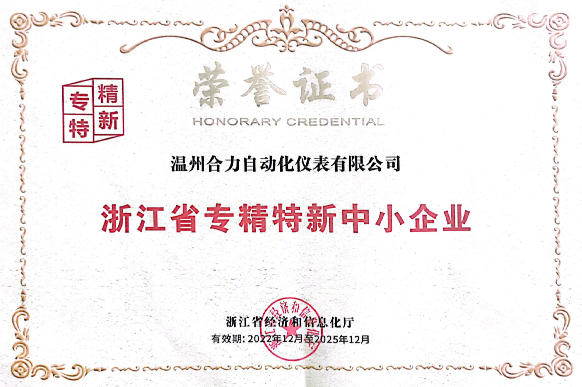 精
专
新
特
荣誉证书
HONORARY CREDENTIAL
温州合力自动化仪表有限公司
浙江省专精特新中小企业
浙江省经济和信息化厅
有效期: 2022年12月至2025年12月